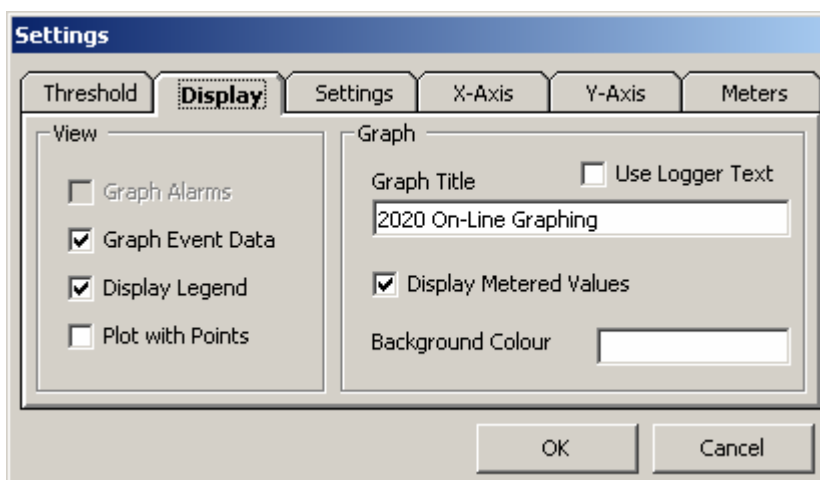 Settings
Threshold Display Settings X-Axis Y-Axis Meters
View
Graph Alarms
Graph Event Data
Display Legend
Plot with Points
Graph
Graph Title Use Logger Text
2020 On-Line Graphing
Display Metered Values
Background Colour
OK Cancel